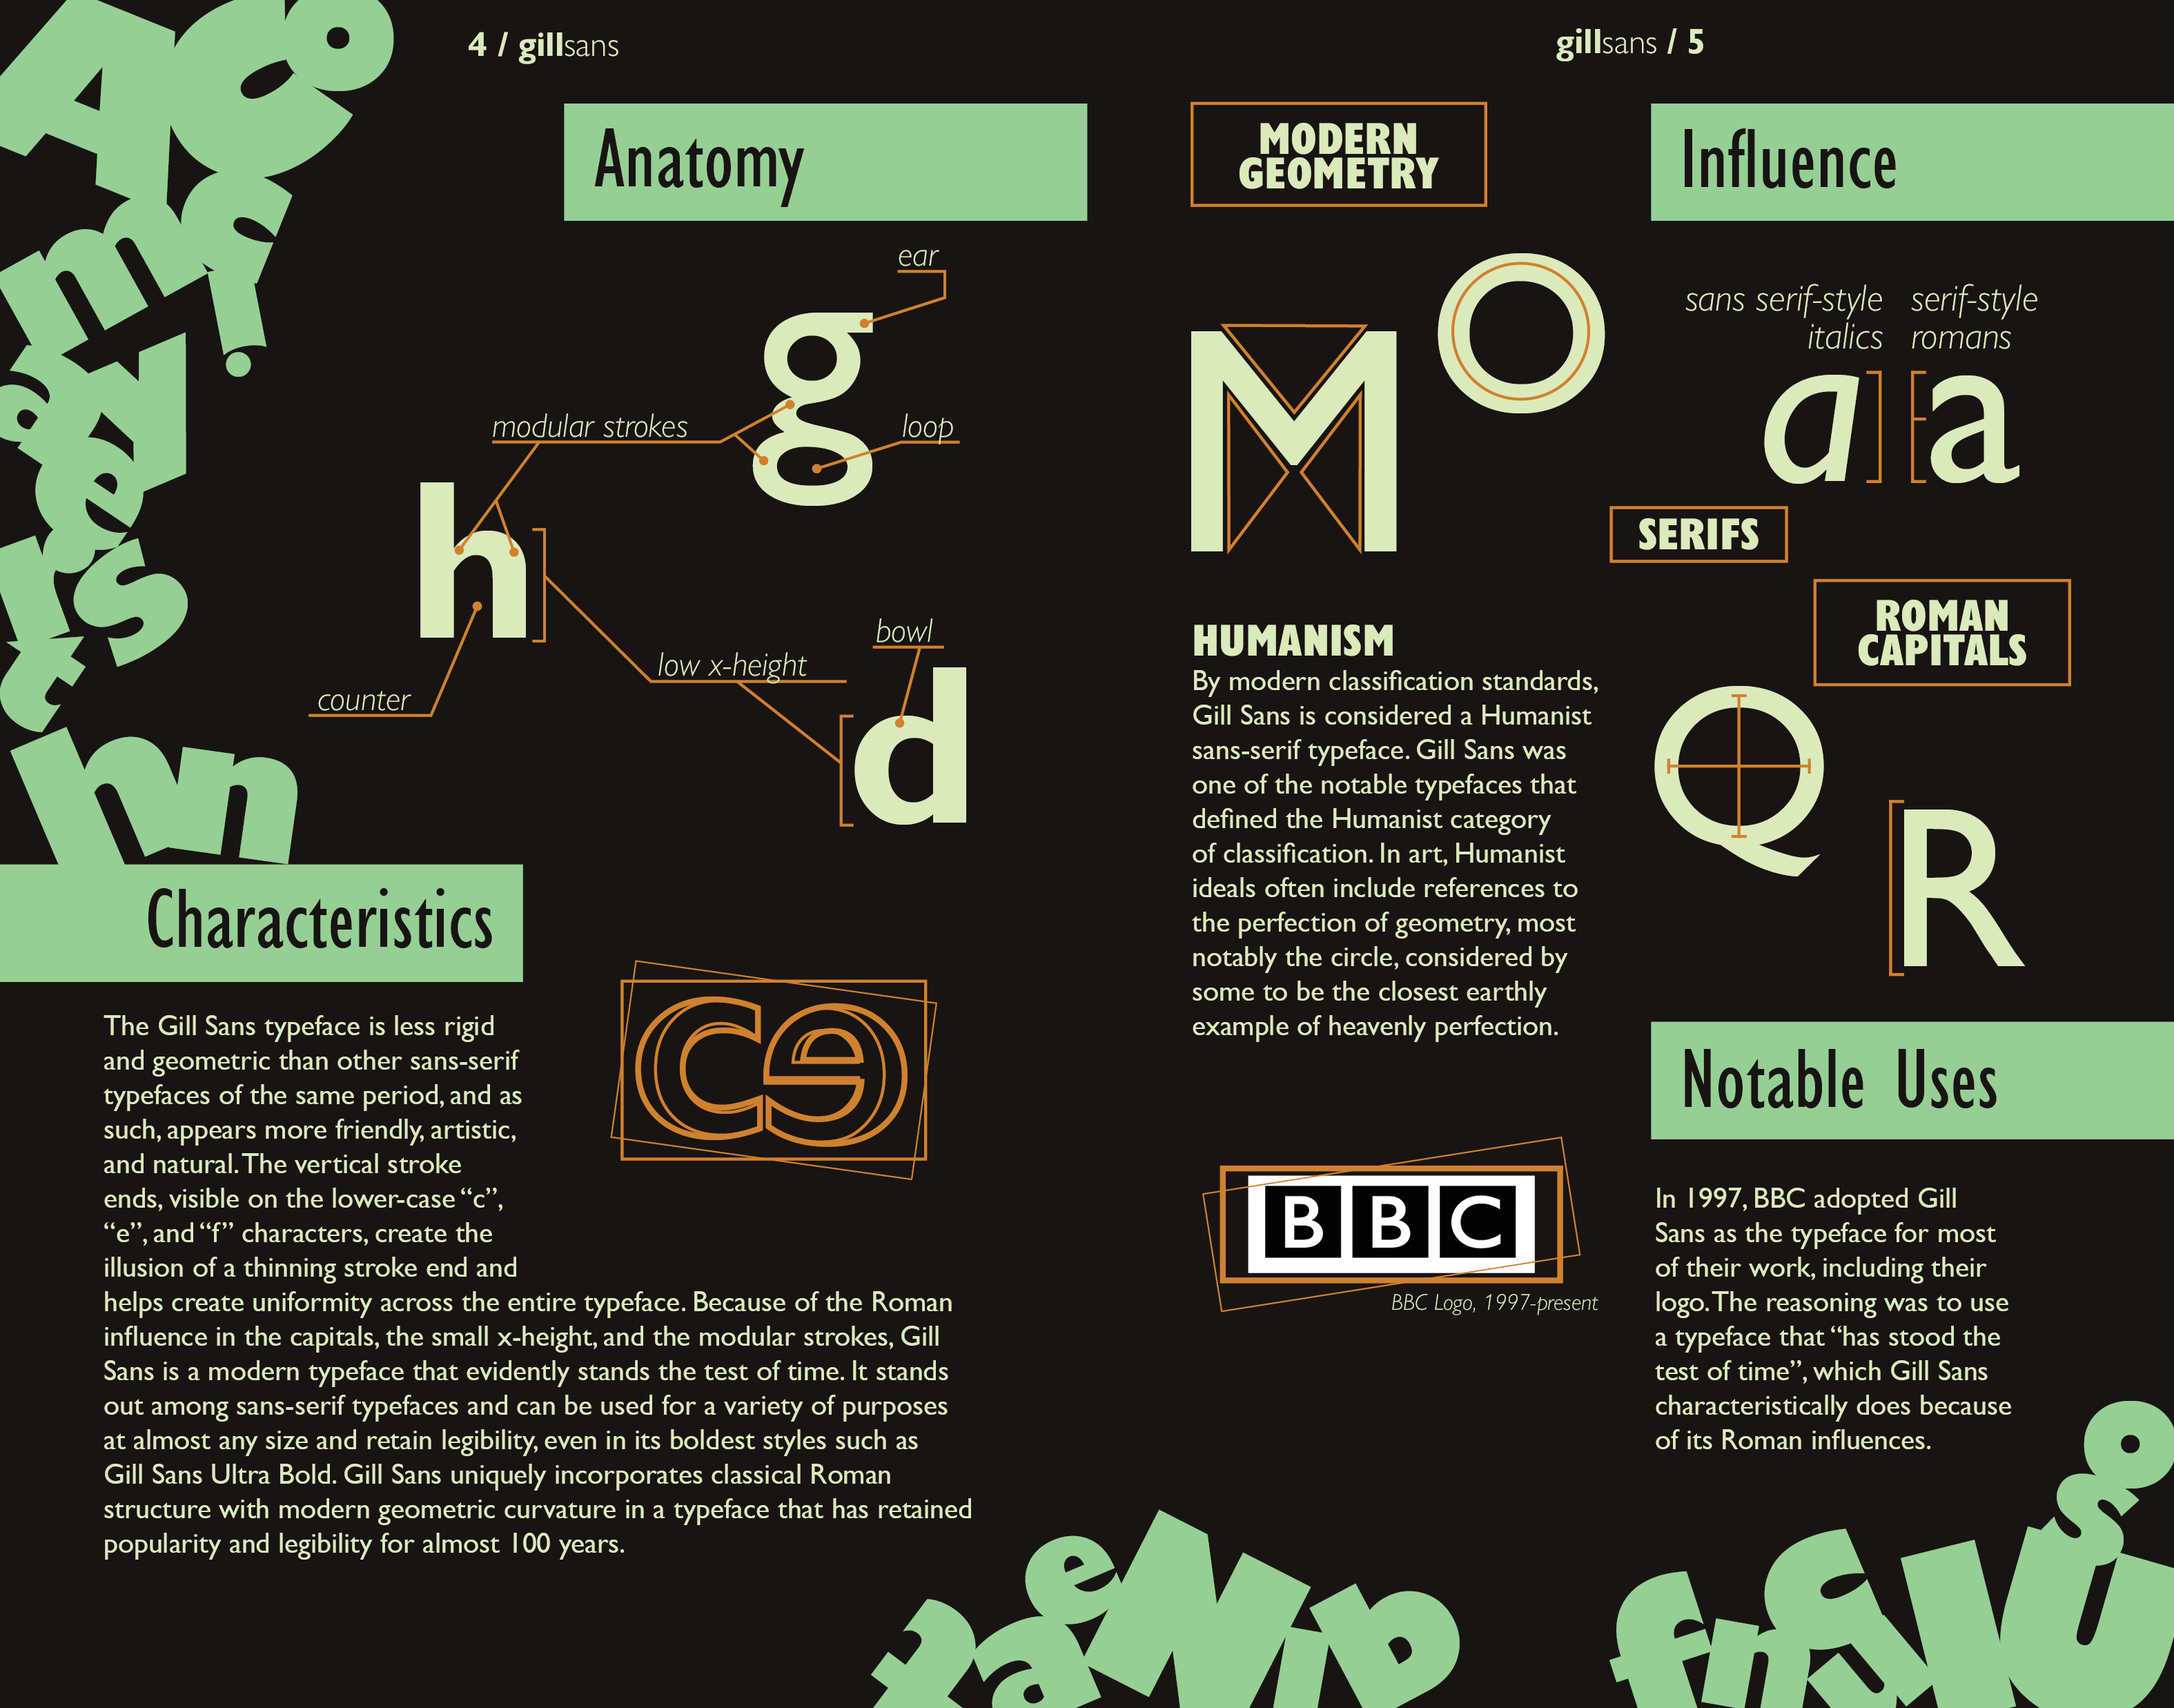 4 / gillsans
Anatomy
ear
g
modular strokes
loop
h
low x-height
bowl
counter
d
Characteristics
ce
The Gill Sans typeface is less rigid
and geometric than other sans-serif
typefaces of the same period, and as
such, appears more friendly, artistic,
and natural. The vertical stroke
ends, visible on the lower-case “c”,
“e”, and “f” characters, create the
illusion of a thinning stroke end and
helps create uniformity across the entire typeface. Because of the Roman
influence in the capitals, the small x-height, and the modular strokes, Gill
Sans is a modern typeface that evidently stands the test of time. It stands
out among sans-serif typefaces and can be used for a variety of purposes
at almost any size and retain legibility, even in its boldest styles such as
Gill Sans Ultra Bold. Gill Sans uniquely incorporates classical Roman
structure with modern geometric curvature in a typeface that has retained
popularity and legibility for almost 100 years.
gillsans / 5
MODERN
GEOMETRY
M O
HUMANISM
By modern classification standards,
Gill Sans is considered a Humanist
sans-serif typeface. Gill Sans was
one of the notable typefaces that
defined the Humanist category
of classification. In art, Humanist
ideals often include references to
the perfection of geometry, most
notably the circle, considered by
some to be the closest earthly
example of heavenly perfection.
BBC
BBC Logo, 1997-present
Influence
sans serif-style
italics
serif-style
romans
a a
SERIFS
ROMAN
CAPITALS
Q
R
Notable Uses
In 1997, BBC adopted Gill
Sans as the typeface for most
of their work, including their
logo. The reasoning was to use
a typeface that “has stood the
test of time”, which Gill Sans
characteristically does because
of its Roman influences.